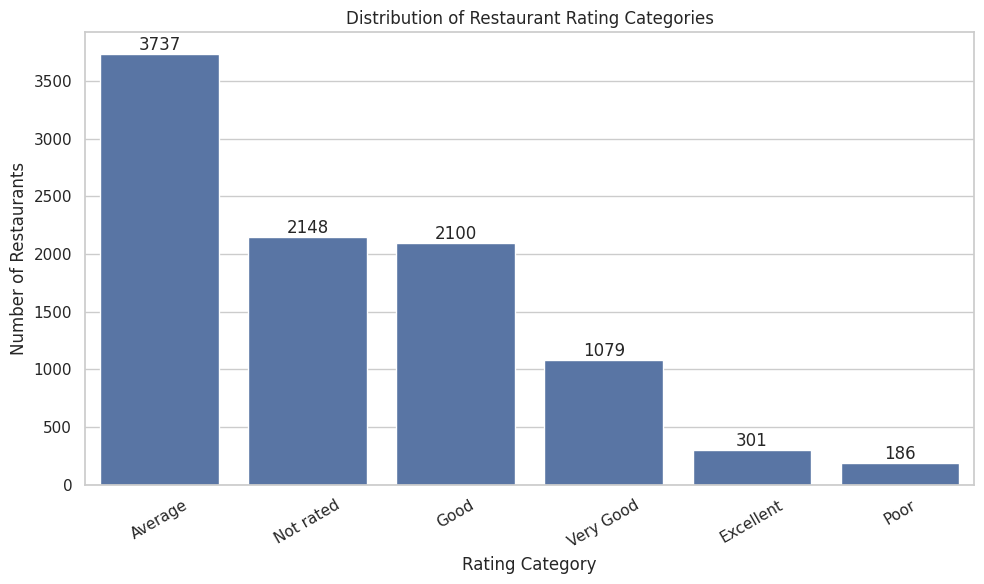 Distribution of Restaurant Rating Categories
Number of Restaurants
3500
3000
2500
2000
1500
1000
500
0
3737
2148
2100
1079
301
186
Average
Not rated
Good
Very Good
Excellent
Poor
Rating Category